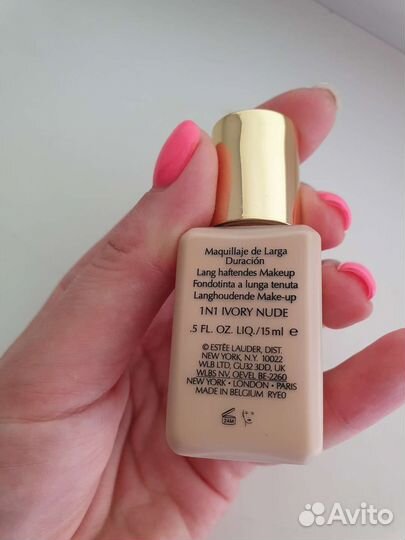 Maquillaje de Larga
Duración
Lang haftendes Makeup
Fondotinta a lunga tenuta
Langhoudende Make-up
1N1 IVORY NUDE
.5 FL. OZ. LIQ./15 ml e
© ESTĒE LAUDER, DIST.
NEW YORK, N.Y. 10022
WLB LTD, GU32 3DD, UK
WLBS NV, OEVEL BE-2260
NEW YORK • LONDON • PARIS
MADE IN BELGIUM RYE0
24M
Avito